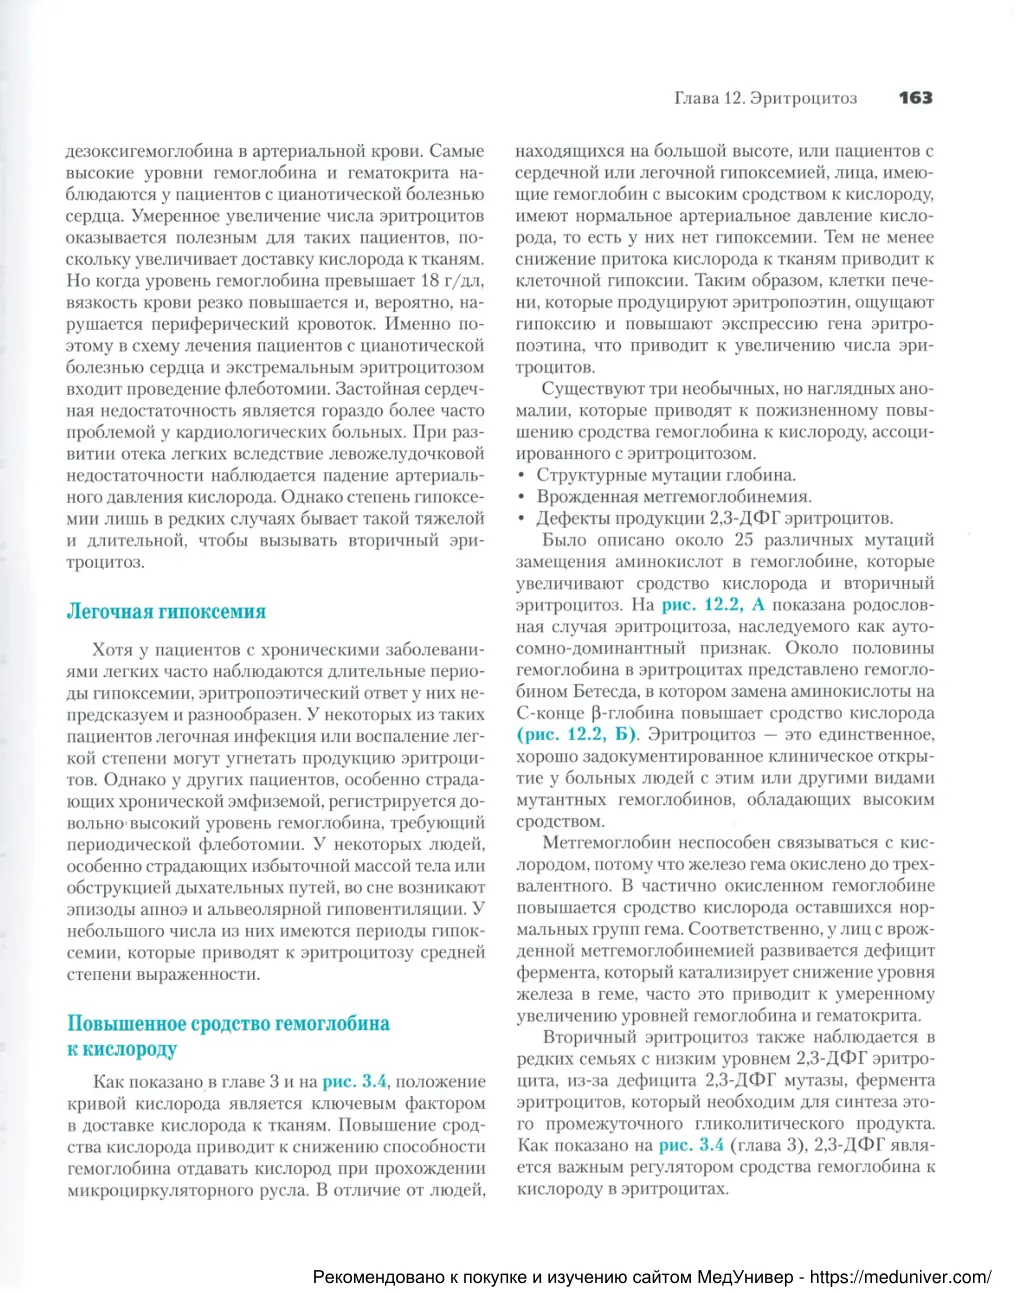 Глава 12. Эритроцитоз 163
дезоксигемоглобина в артериальной крови. Самые
высокие уровни гемоглобина и гематокрита на-
блюдаются у пациентов с цианотической болезнью
сердца. Умеренное увеличение числа эритроцитов
оказывается полезным для таких пациентов, по-
скольку увеличивает доставку кислорода к тканям.
Но когда уровень гемоглобина превышает 18 г/дл,
вязкость крови резко повышается и, вероятно, на-
рушается периферический кровоток. Именно по-
этому в схему лечения пациентов с цианотической
болезнью сердца и экстремальным эритроцитозом
входит проведение флеботомии. Застойная сердеч-
ная недостаточность является гораздо более часто
проблемой у кардиологических больных. При раз-
витии отека легких вследствие левожелудочковой
недостаточности наблюдается падение артериаль-
ного давления кислорода. Однако степень гипоксе-
мии лишь в редких случаях бывает такой тяжелой
и длительной, чтобы вызывать вторичный эри-
троцитоз.
Легочная гипоксемия
Хотя у пациентов с хроническими заболевани-
ями легких часто наблюдаются длительные перио-
ды гипоксемии, эритропоэтический ответ у них не-
предсказуем и разнообразен. У некоторых из таких
пациентов легочная инфекция или воспаление лег-
кой степени могут угнетать продукцию эритроци-
тов. Однако у других пациентов, особенно страда-
ющих хронической эмфиземой, регистрируется до-
вольно высокий уровень гемоглобина, требующий
периодической флеботомии. У некоторых людей,
особенно страдающих избыточной массой тела или
обструкцией дыхательных путей, во сне возникают
эпизоды апноэ и альвеолярной гиповентиляции. У
небольшого числа из них имеются периоды гипок-
семии, которые приводят к эритроцитозу средней
степени выраженности.
Повышенное сродство гемоглобина
к кислороду
Как показано в главе 3 и на рис. 3.4, положение
кривой кислорода является ключевым фактором
в доставке кислорода к тканям. Повышение срод-
ства кислорода приводит к снижению способности
гемоглобина отдавать кислород при прохождении
микроциркуляторного русла. В отличие от людей,
находящихся на большой высоте, или пациентов с
сердечной или легочной гипоксемией, лица, имею-
щие гемоглобин с высоким сродством к кислороду,
имеют нормальное артериальное давление кисло-
рода, то есть у них нет гипоксемии. Тем не менее
снижение притока кислорода к тканям приводит к
клеточной гипоксии. Таким образом, клетки пече-
ни, которые продуцируют эритропоэтин, ощущают
гипоксию и повышают экспрессию гена эритро-
поэтина, что приводит к увеличению числа эри-
троцитов.
Существуют три необычных, но наглядных ано-
малии, которые приводят к пожизненному повы-
шению сродства гемоглобина к кислороду, ассоци-
ированного с эритроцитозом.
• Структурные мутации глобина.
• Врожденная метгемоглобинемия.
• Дефекты продукции 2,3-ДФГ эритроцитов.
Было описано около 25 различных мутаций
замещения аминокислот в гемоглобине, которые
увеличивают сродство кислорода и вторичный
эритроцитоз. На рис. 12.2, А показана родослов-
ная случая эритроцитоза, наследуемого как ауто-
сомно-доминантный признак. Около половины
гемоглобина в эритроцитах представлено гемогло-
бином Бетесда, в котором замена аминокислоты на
С-конце β-глобина повышает сродство кислорода
(рис. 12.2, Б). Эритроцитоз — это единственное,
хорошо задокументированное клиническое откры-
тие у больных людей с этим или другими видами
мутантных гемоглобинов, обладающих высоким
сродством.
Метгемоглобин неспособен связываться с кис-
лородом, потому что железо гема окислено до трех-
валентного. В частично окисленном гемоглобине
повышается сродство кислорода оставшихся нор-
мальных групп гема. Соответственно, у лиц с врож-
денной метгемоглобинемией развивается дефицит
фермента, который катализирует снижение уровня
железа в геме, часто это приводит к умеренному
увеличению уровней гемоглобина и гематокрита.
Вторичный эритроцитоз также наблюдается в
редких семьях с низким уровнем 2,3-ДФГ эритро-
цита, из-за дефицита 2,3-ДФГ мутазы, фермента
эритроцитов, который необходим для синтеза это-
го промежуточного гликолитического продукта.
Как показано на рис. 3.4 (глава 3), 2,3-ДФГ явля-
ется важным регулятором сродства гемоглобина к
кислороду в эритроцитах.
Рекомендовано к покупке и изучению сайтом МедУнивер - https://meduniver.com/